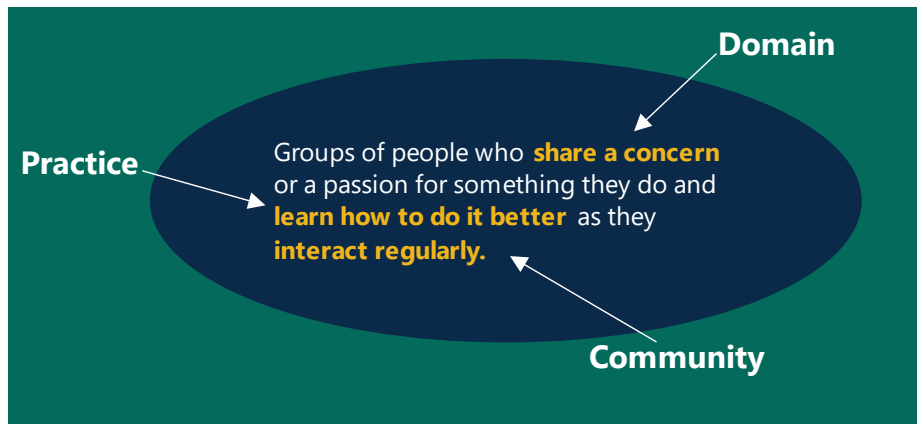 Domain
Practice
Groups of people who share a concern
or a passion for something they do and
learn how to do it better as they
interact regularly.
Community